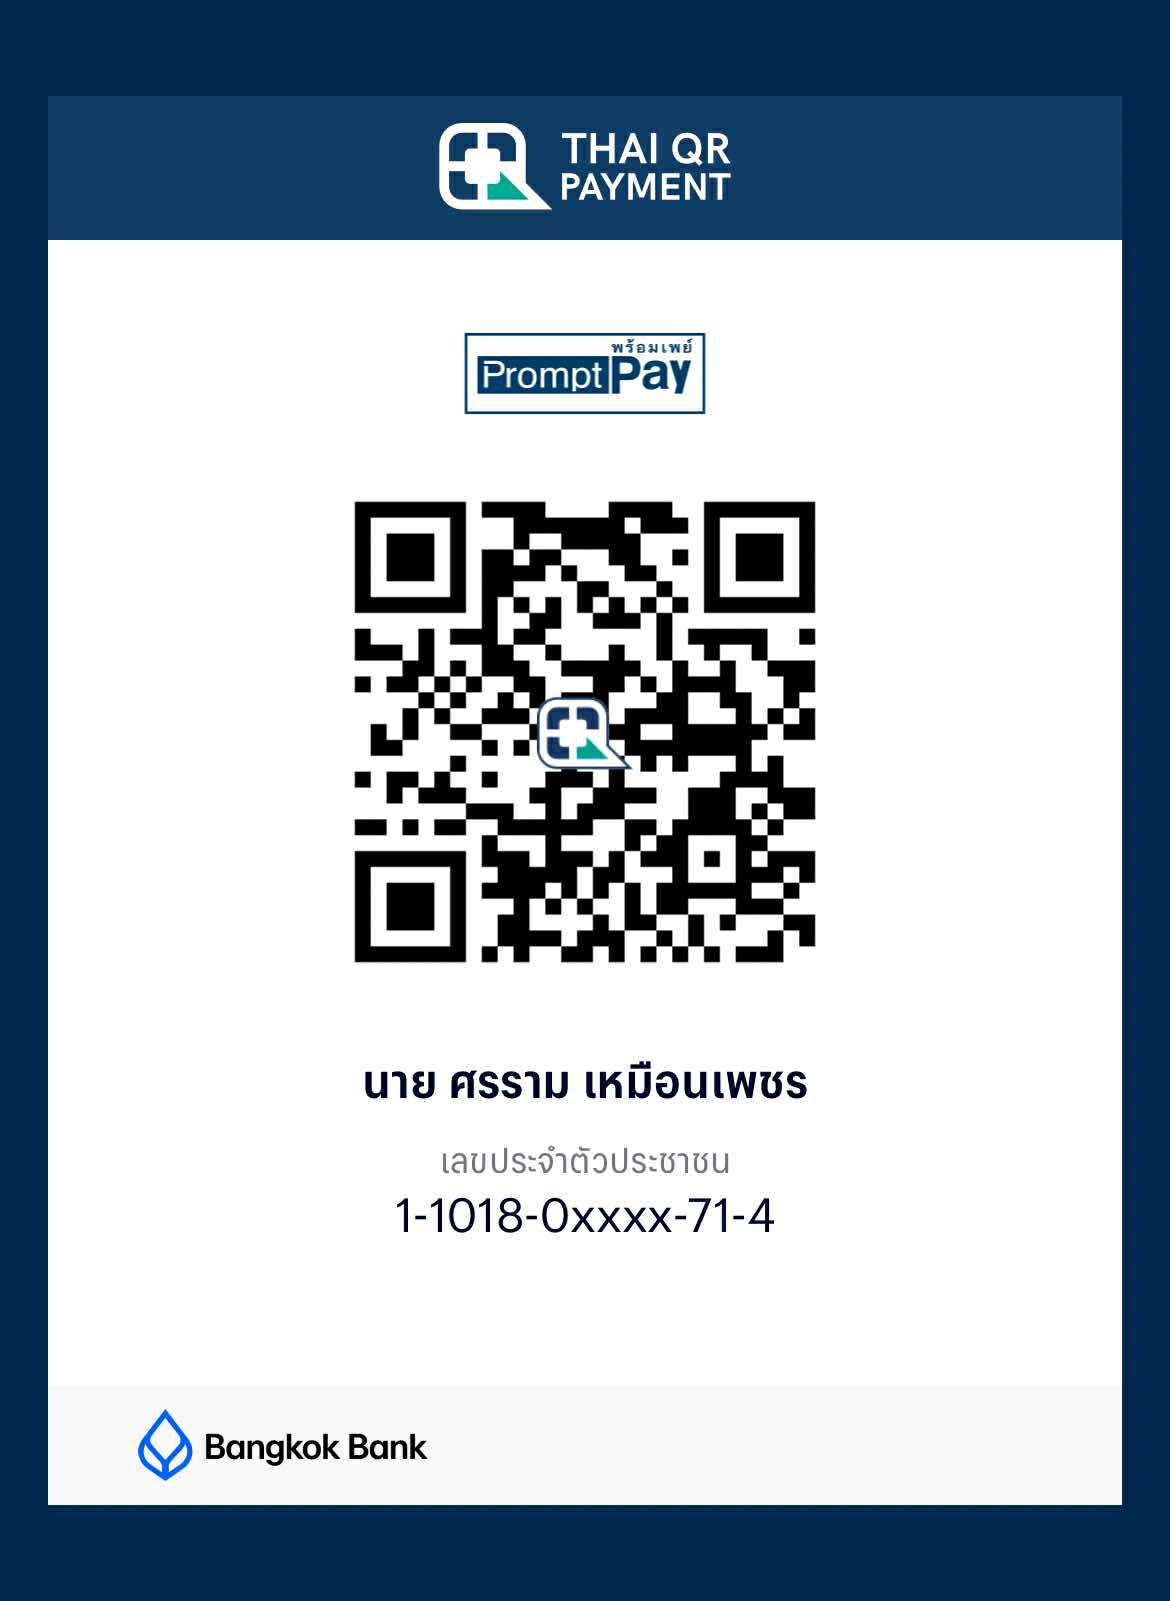 THAI QR
PAYMENT
พร้อมเพย์
PromptPay
นาย ศรราม เหมือนเพชร
เลขประจำตัวประชาชน
1-1018-0xxxx-71-4
Bangkok Bank